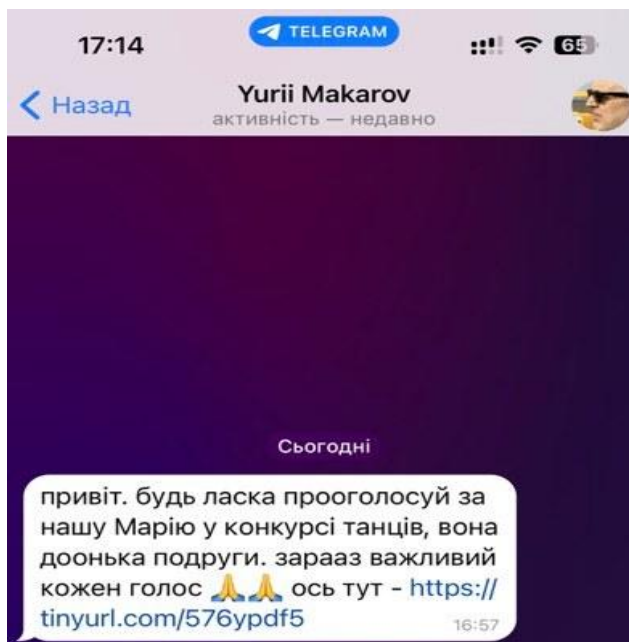 17:14
TELEGRAM
65
Назад
Yurii Makarov
активність — недавно
Сьогодні
привіт. будь ласка прооголосуй за
нашу Марію у конкурсі танців, вона
доонька подруги. зарааз важливий
кожен голос 🙏🙏 ось тут - https://
tinyurl.com/576ypdf5
16:57